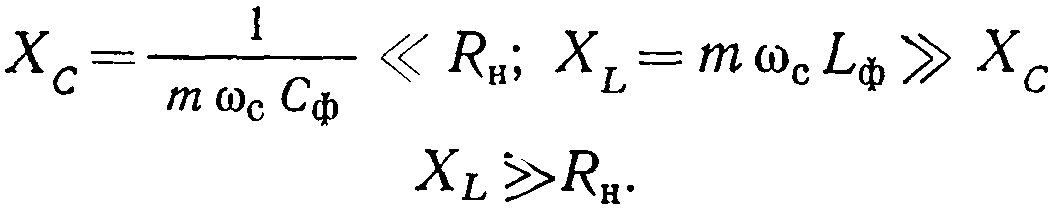 X_C = 1/(m ω_с C_ф) ≪ R_н; X_L = m ω_с L_ф ≫ X_C
X_L ≫ R_н.